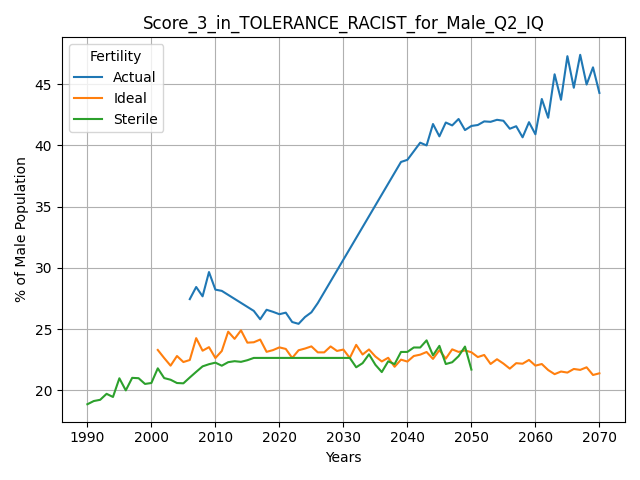 Score_3_in_TOLERANCE_RACIST_for_Male_Q2_IQ
Fertility
Actual
Ideal
Sterile
% of Male Population
45
40
35
30
25
20
1990 2000 2010 2020 2030 2040 2050 2060 2070
Years